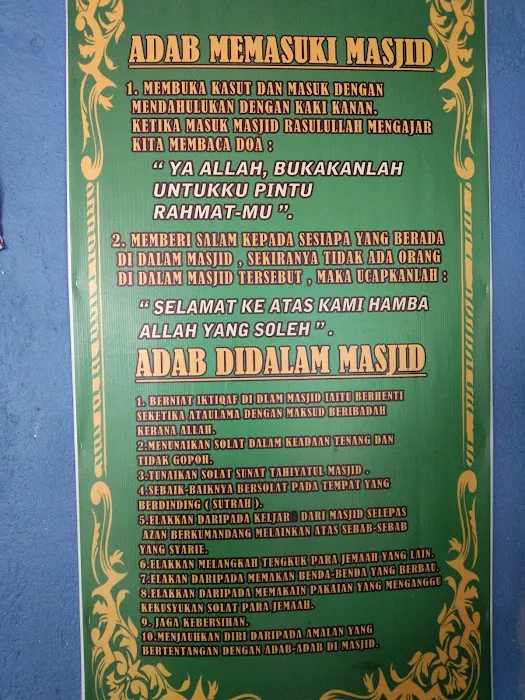 ADAB MEMASUKI MASJID
1. MEMBUKA KASUT DAN MASUK DENGAN
MENDAHULUKAN DENGAN KAKI KANAN.
KETIKA MASUK MASJID RASULULLAH MENGAJAR
KITA MEMBACA DOA :
“ YA ALLAH, BUKAKANLAH
UNTUKKU PINTU
RAHMAT-MU ”.
2. MEMBERI SALAM KEPADA SESIAPA YANG BERADA
DI DALAM MASJID , SEKIRANYA TIDAK ADA ORANG
DI DALAM MASJID TERSEBUT , MAKA UCAPKANLAH :
“ SELAMAT KE ATAS KAMI HAMBA
ALLAH YANG SOLEH ” .
ADAB DIDALAM MASJID
1. BERNIAT IKTIQAF DI DLAM MASJID IAITU BERHENTI
SEKETIKA ATAULAMA DENGAN MAKSUD BERIBADAH
KERANA ALLAH.
2.MENUNAIKAN SOLAT DALAM KEADAAN TENANG DAN
TIDAK GOPOH.
3.TUNAIKAN SOLAT SUNAT TAHIYATUL MASJID .
4.SEBAIK-BAIKNYA BERSOLAT PADA TEMPAT YANG
BERDINDING ( SUTRAH ).
5.ELAKKAN DARIPADA KELJAR DARI MASJID SELEPAS
AZAN BERKUMANDANG MELAINKAN ATAS SEBAB-SEBAB
YANG SYARIE.
6.ELAKKAN MELANGKAH TENGKUK PARA JEMAAH YANG LAIN.
7.ELAKAN DARIPADA MEMAKAN BENDA-BENDA YANG BERBAU.
8.ELAKKAN DARIPADA MEMAKAIN PAKAIAN YANG MENGANGGU
KEKUSYUKAN SOLAT PARA JEMAAH.
9. JAGA KEBERSIHAN.
10.MENJAUHKAN DIRI DARIPADA AMALAN YANG
BERTENTANGAN DENGAN ADAB-ADAB DI MASJID.